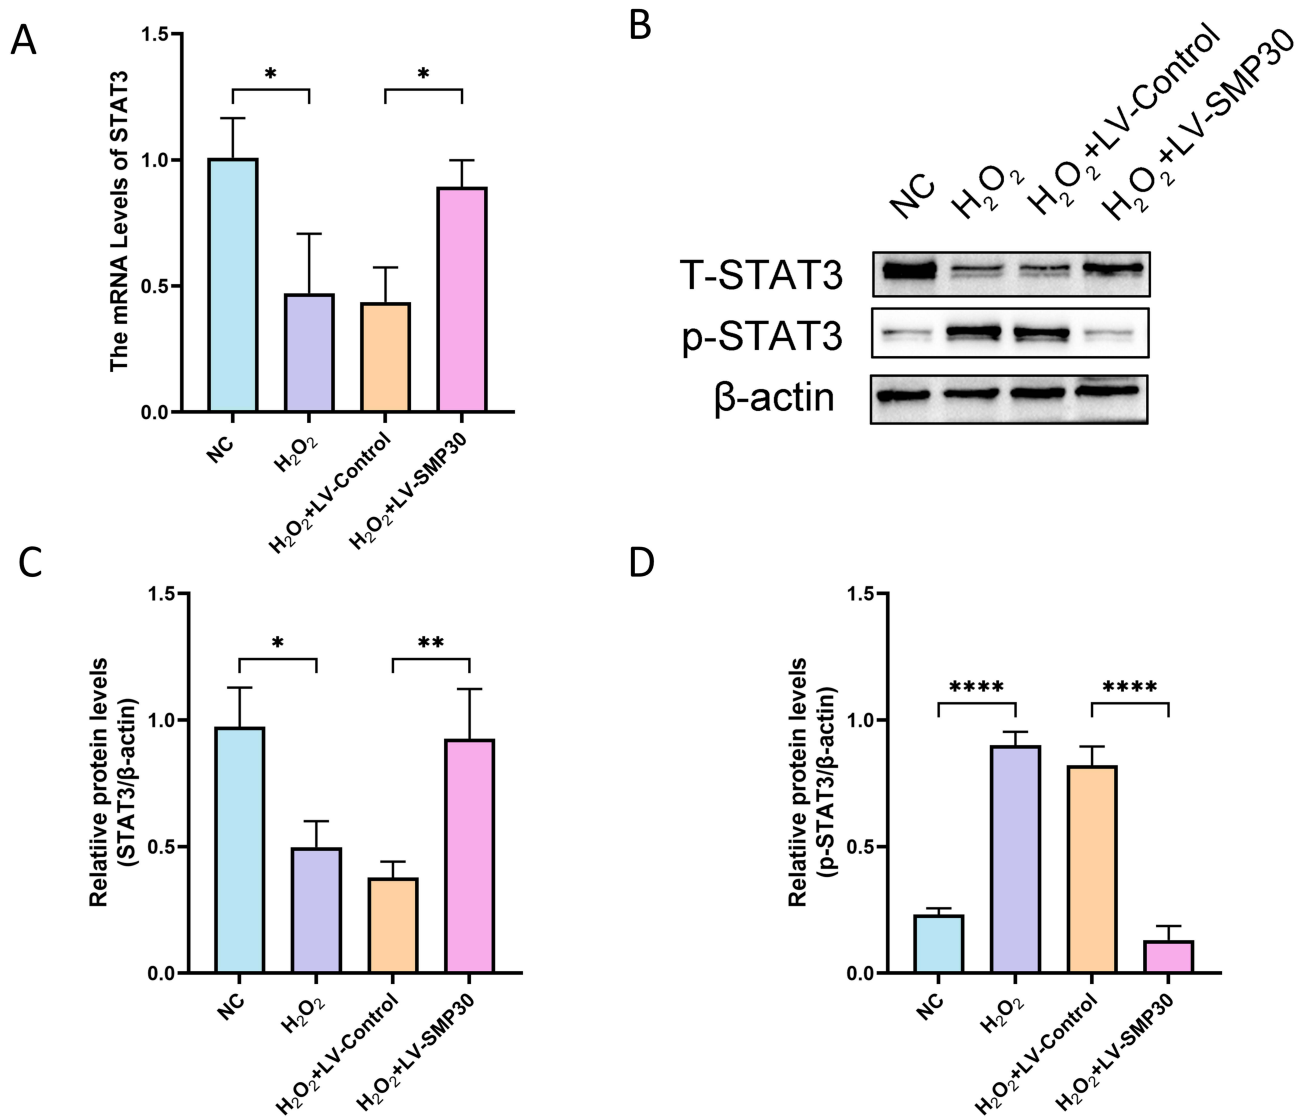 A
The mRNA Levels of STAT3
1.5
1.0
0.5
0.0
*
*
NC
H₂O₂
H₂O₂+LV-Control
H₂O₂+LV-SMP30
B
NC
H₂O₂
H₂O₂+LV-Control
H₂O₂+LV-SMP30
T-STAT3
p-STAT3
β-actin
C
Relative protein levels
(STAT3/β-actin)
1.5
1.0
0.5
0.0
*
**
NC
H₂O₂
H₂O₂+LV-Control
H₂O₂+LV-SMP30
D
Relative protein levels
(p-STAT3/β-actin)
1.5
1.0
0.5
0.0
****
****
NC
H₂O₂
H₂O₂+LV-Control
H₂O₂+LV-SMP30